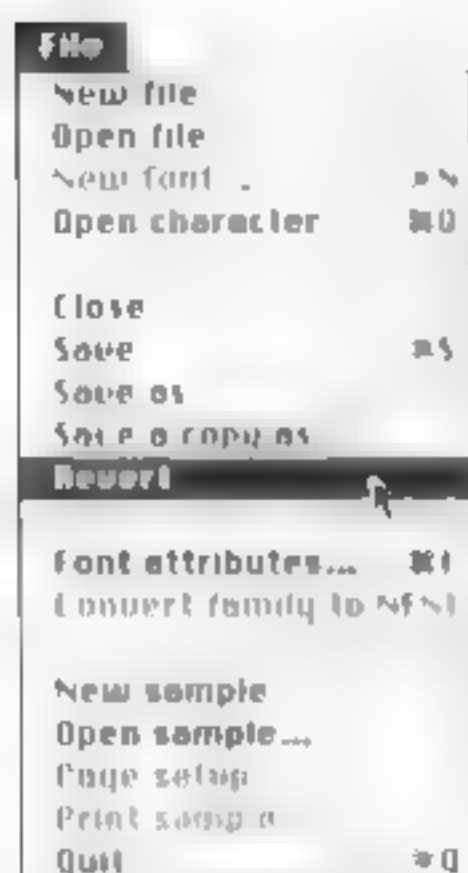 File
New file
Open file
New font
Open character ⌘O
Close
Save ⌘S
Save as
Save a copy as
Revert
Font attributes... ⌘I
Convert family to NFNT
New sample
Open sample...
Page setup
Print sample
Quit ⌘Q